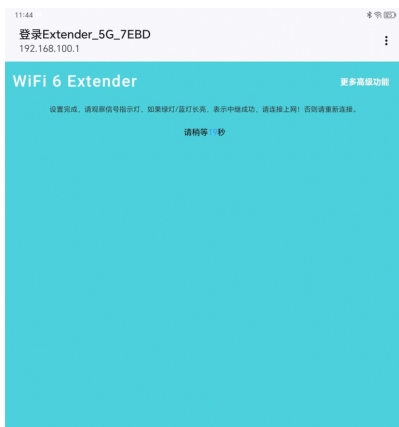 11:44
登录Extender_5G_7EBD
192.168.100.1
WiFi 6 Extender
更多高级功能
设置完成，请观察信号指示灯，如果绿灯/蓝灯长亮，表示中继成功，请连接上网！否则请重新连接。
请稍等19秒